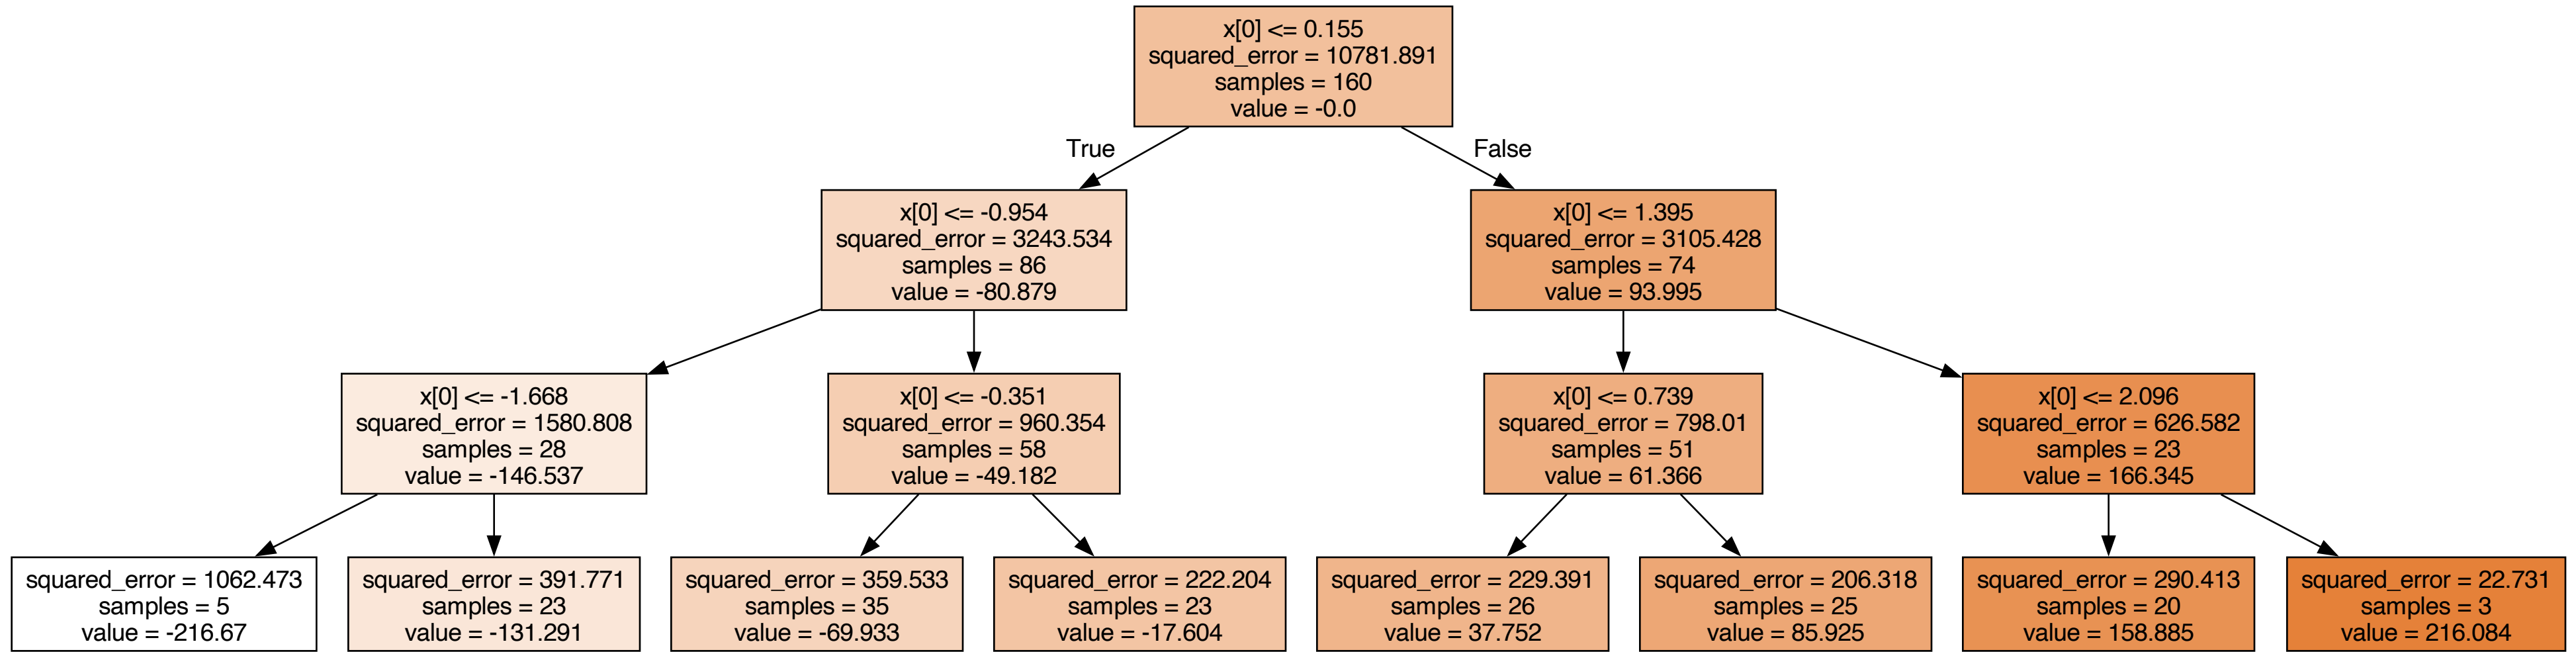 x[0] <= 0.155
squared_error = 10781.891
samples = 160
value = -0.0
True
False
x[0] <= -0.954
squared_error = 3243.534
samples = 86
value = -80.879
x[0] <= 1.395
squared_error = 3105.428
samples = 74
value = 93.995
x[0] <= -1.668
squared_error = 1580.808
samples = 28
value = -146.537
x[0] <= -0.351
squared_error = 960.354
samples = 58
value = -49.182
x[0] <= 0.739
squared_error = 798.01
samples = 51
value = 61.366
x[0] <= 2.096
squared_error = 626.582
samples = 23
value = 166.345
squared_error = 1062.473
samples = 5
value = -216.67
squared_error = 391.771
samples = 23
value = -131.291
squared_error = 359.533
samples = 35
value = -69.933
squared_error = 222.204
samples = 23
value = -17.604
squared_error = 229.391
samples = 26
value = 37.752
squared_error = 206.318
samples = 25
value = 85.925
squared_error = 290.413
samples = 20
value = 158.885
squared_error = 22.731
samples = 3
value = 216.084